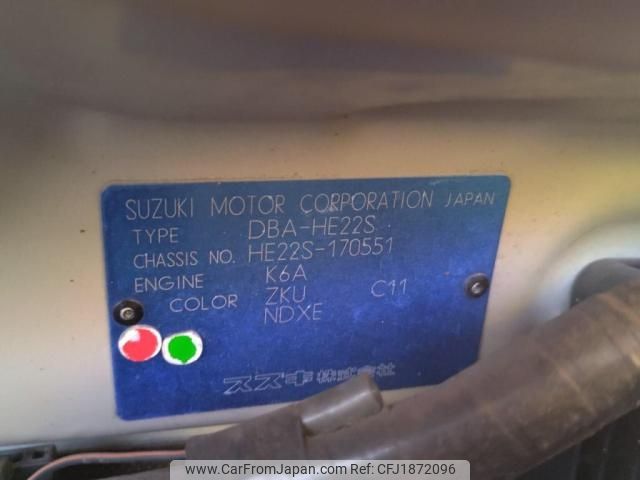 SUZUKI MOTOR CORPORATION JAPAN
TYPE DBA-HE22S
CHASSIS NO. HE22S-170551
ENGINE K6A
COLOR ZKU C11
NDXE
スズキ株式会社
www.CarFromJapan.com | Ref: CFJ1872096